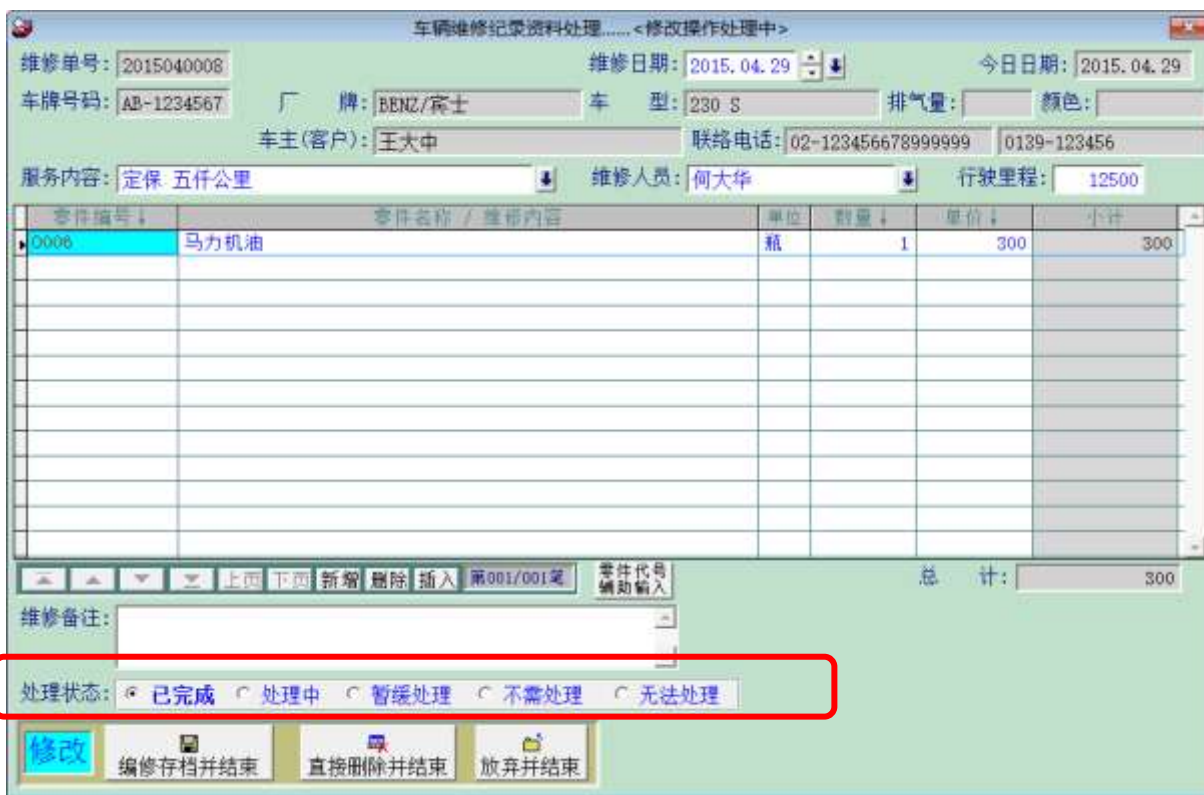 车辆维修纪录资料处理......<修改操作处理中>
维修单号: 2015040008 维修日期: 2015.04.29 今日日期: 2015.04.29
车牌号码: AB-1234567 厂 牌: BENZ/宾士 车 型: 230 S 排气量: 颜色:
车主(客户): 王大中 联络电话: 02-123456678999999 0139-123456
服务内容: 定保 五仟公里 维修人员: 何大华 行驶里程: 12500
零件编号↓ 零件名称 / 维修内容 单位 数量↓ 单价↓ 小计
0006 马力机油 瓶 1 300 300
上页 下页 新增 删除 插入 第001/001笔 零件代号 总 计: 300
辅助输入
维修备注:
处理状态: 已完成 处理中 暂缓处理 不需处理 无法处理
修改 编修存档并结束 直接删除并结束 放弃并结束